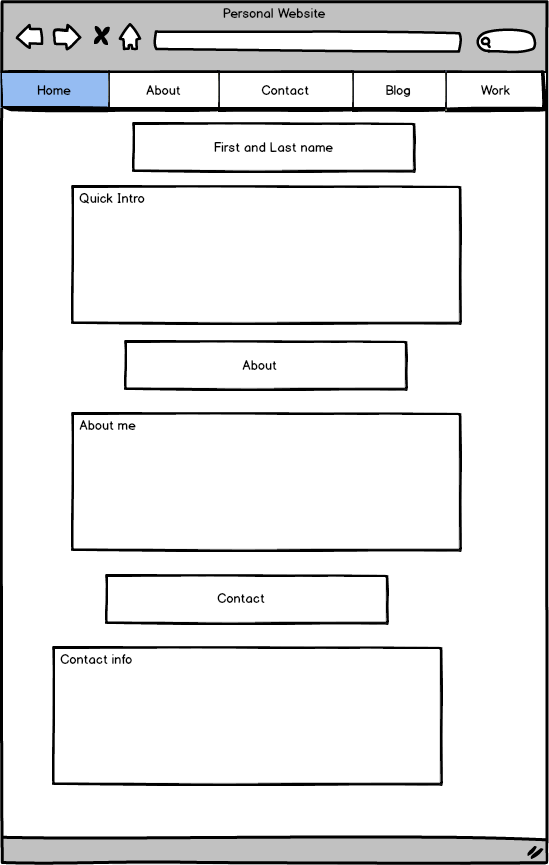 Personal Website
Home About Contact Blog Work
First and Last name
Quick Intro
About
About me
Contact
Contact info